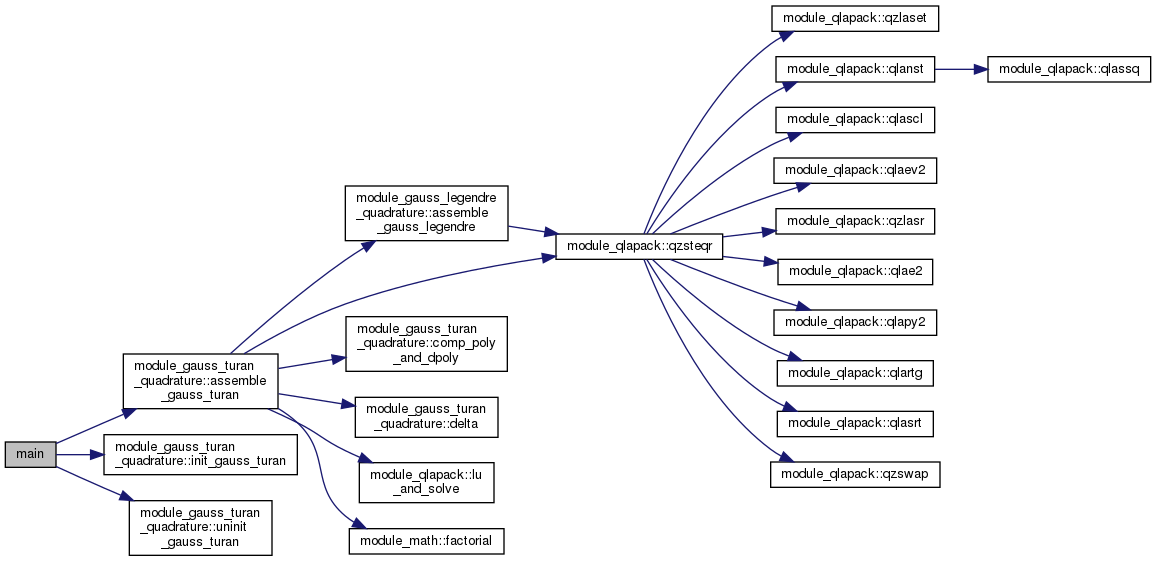 main
module_gauss_turan
_quadrature::assemble
_gauss_turan
module_gauss_turan
_quadrature::init_gauss_turan
module_gauss_turan
_quadrature::uninit
_gauss_turan
module_gauss_legendre
_quadrature::assemble
_gauss_legendre
module_gauss_turan
_quadrature::comp_poly
_and_dpoly
module_gauss_turan
_quadrature::delta
module_qlapack::lu
_and_solve
module_math::factorial
module_qlapack::qzsteqr
module_qlapack::qzlaset
module_qlapack::qlanst
module_qlapack::qlascl
module_qlapack::qlaev2
module_qlapack::qzlasr
module_qlapack::qlae2
module_qlapack::qlapy2
module_qlapack::qlartg
module_qlapack::qlasrt
module_qlapack::qzswap
module_qlapack::qlassq